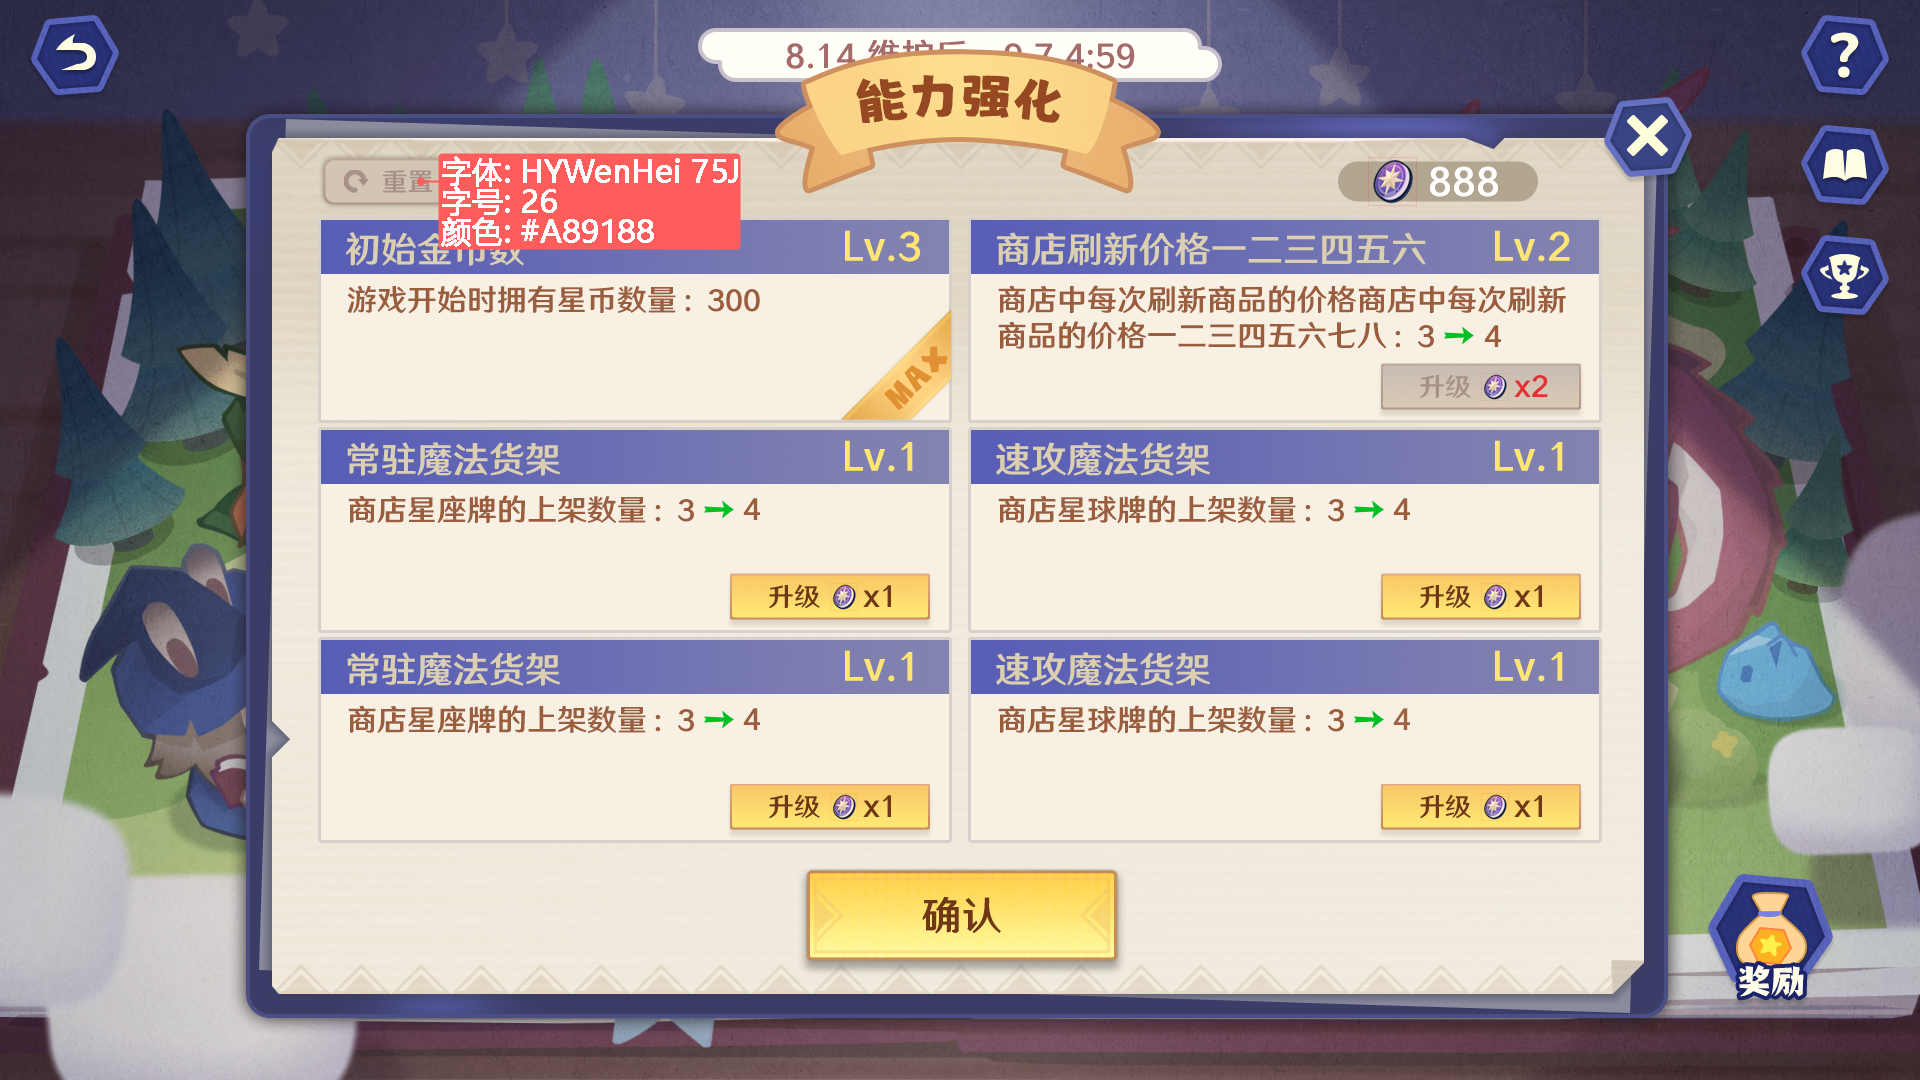 8.14 维护后 - 9.7 4:59
能力强化
重置
字体: HYWenHei 75J
字号: 26
颜色: #A89188
888
初始金币数 Lv.3
游戏开始时拥有星币数量: 300
MAX
商店刷新价格一二三四五六 Lv.2
商店中每次刷新商品的价格商店中每次刷新
商品的价格一二三四五六七八: 3 → 4
升级 x2
常驻魔法货架 Lv.1
商店星座牌的上架数量: 3 → 4
升级 x1
速攻魔法货架 Lv.1
商店星球牌的上架数量: 3 → 4
升级 x1
常驻魔法货架 Lv.1
商店星座牌的上架数量: 3 → 4
升级 x1
速攻魔法货架 Lv.1
商店星球牌的上架数量: 3 → 4
升级 x1
确认
奖励